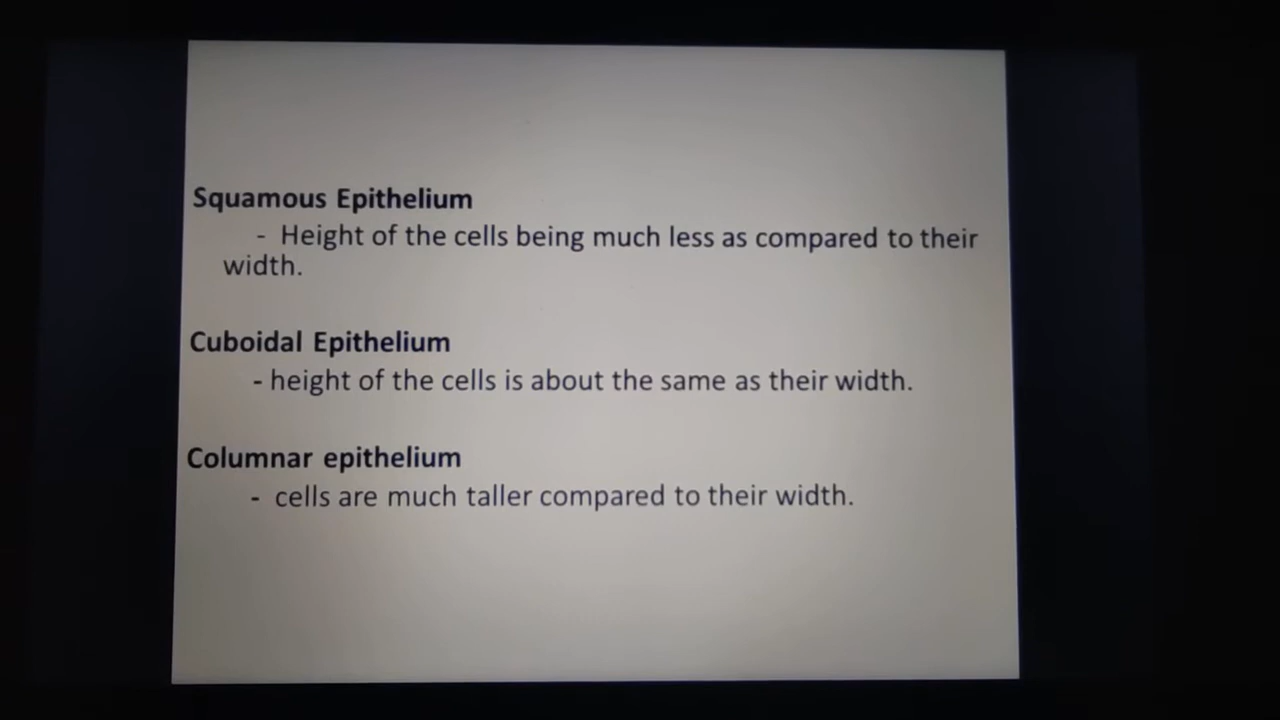 Squamous Epithelium
- Height of the cells being much less as compared to their
width.
Cuboidal Epithelium
- height of the cells is about the same as their width.
Columnar epithelium
- cells are much taller compared to their width.